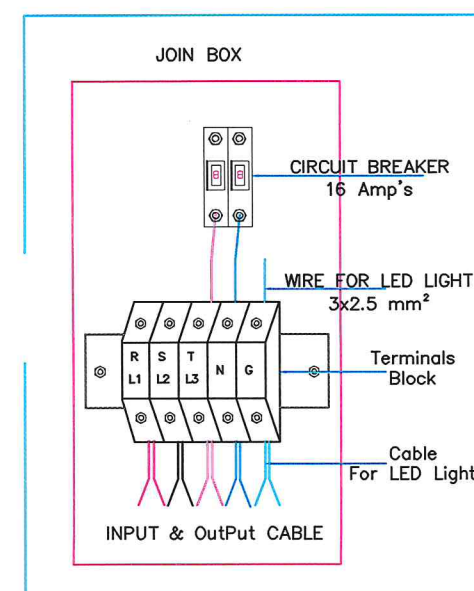 JOIN BOX
CIRCUIT BREAKER
16 Amp's
WIRE FOR LED LIGHT
3x2.5 mm²
R S T N G
L1 L2 L3
Terminals
Block
Cable
For LED Light
INPUT & OutPut CABLE